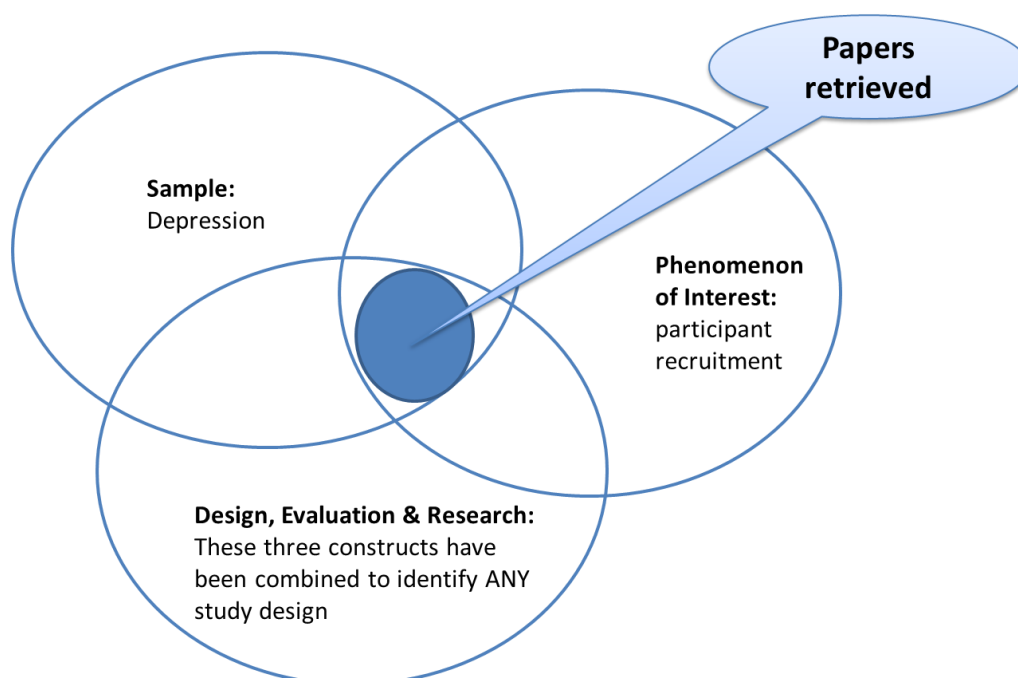 Papers
retrieved
Sample:
Depression
Phenomenon
of Interest:
participant
recruitment
Design, Evaluation & Research:
These three constructs have
been combined to identify ANY
study design